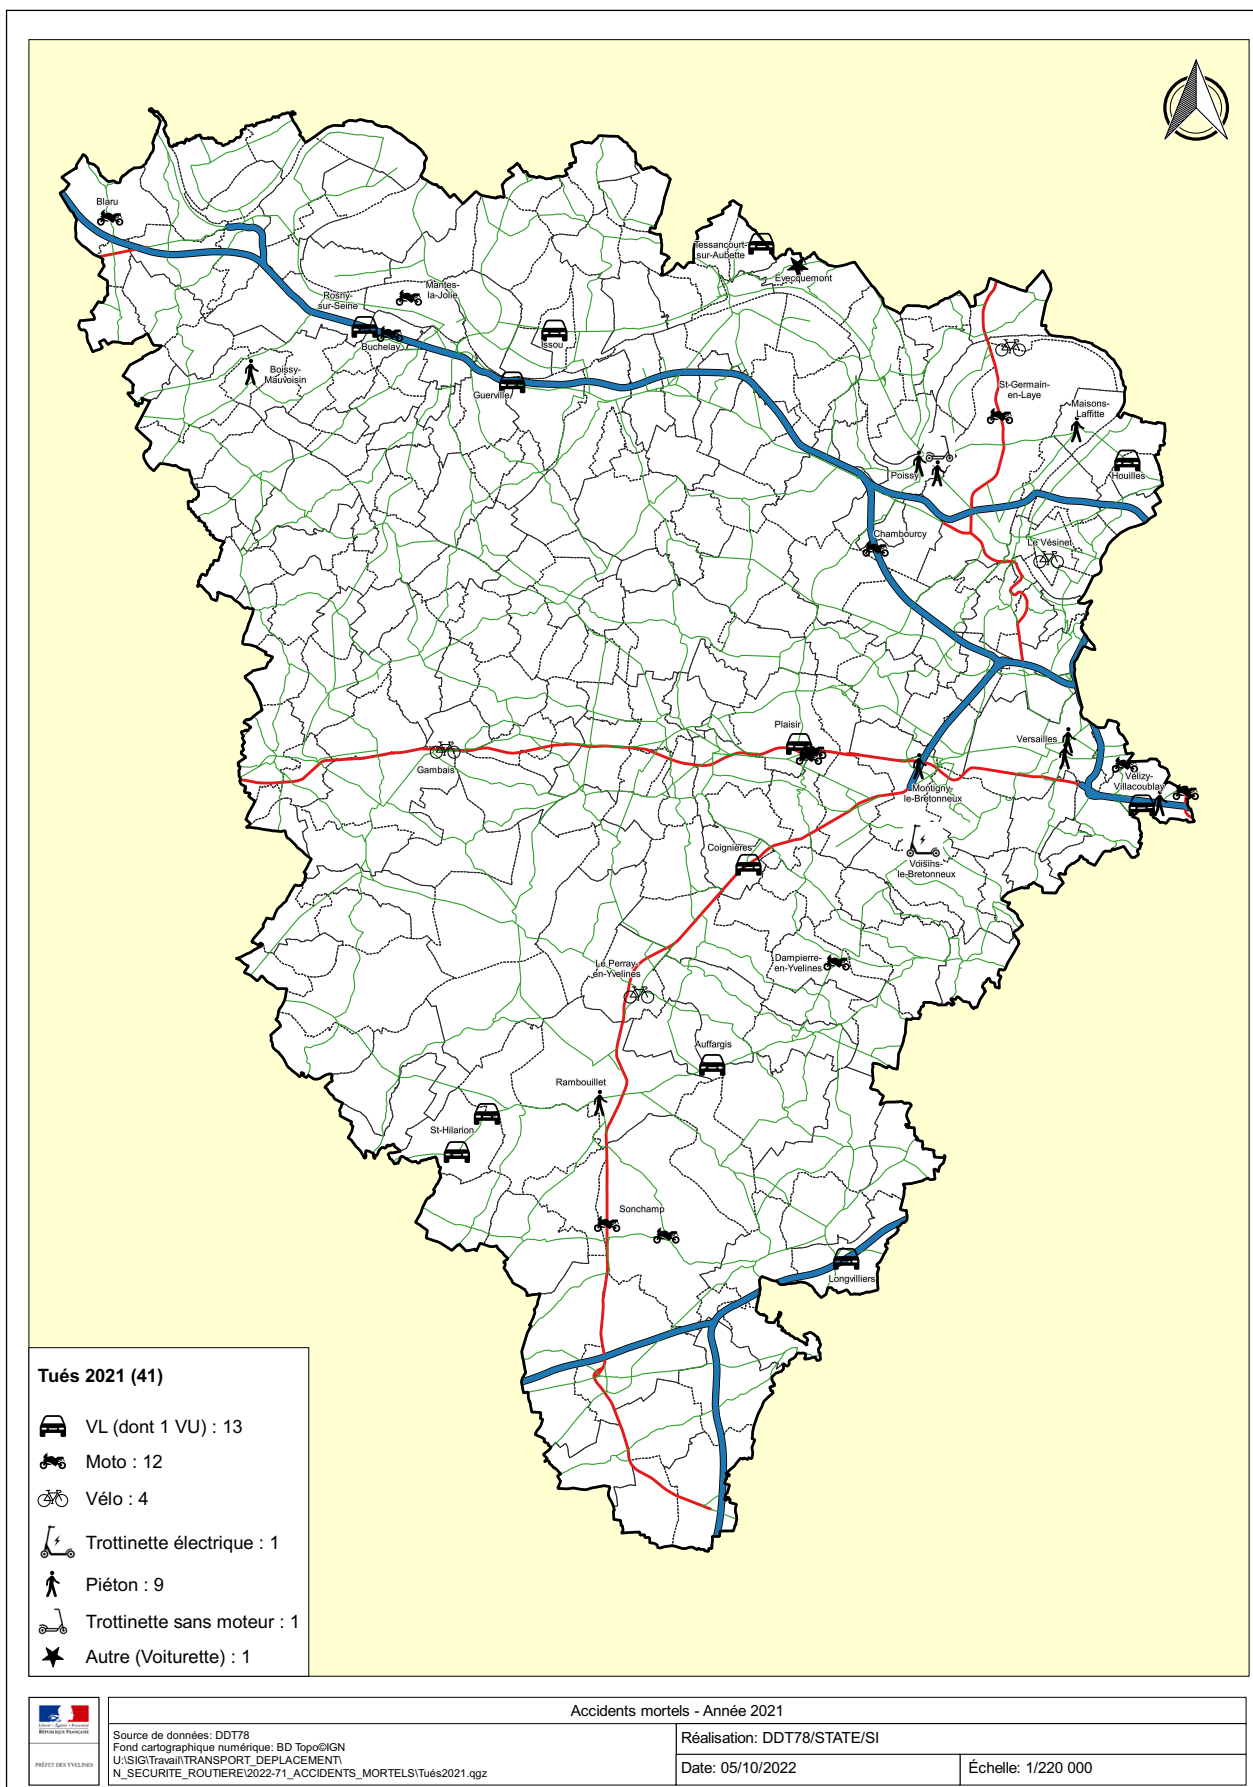 Blaru
Tessancourt-
sur-Aubette
Evecquemont
Mantes-
la-Jolie
Rosny-
sur-Seine
Buchelay
Issou
Boissy-
Mauvoisin
Guerville
St-Germain-
en-Laye
Maisons-
Laffitte
Poissy
Houilles
Chambourcy
Le Vésinet
Plaisir
Versailles
Gambais
Montigny-
le-Bretonneux
Vélizy-
Villacoublay
Coignières
Voisins-
le-Bretonneux
Le Perray-
en-Yvelines
Dampierre-
en-Yvelines
Auffargis
Rambouillet
St-Hilarion
Sonchamp
Longvilliers
Tués 2021 (41)
VL (dont 1 VU) : 13
Moto : 12
Vélo : 4
Trottinette électrique : 1
Piéton : 9
Trottinette sans moteur : 1
Autre (Voiturette) : 1
Liberté • Égalité • Fraternité
RÉPUBLIQUE FRANÇAISE
PRÉFET DES YVELINES
Accidents mortels - Année 2021
Source de données: DDT78
Fond cartographique numérique: BD Topo©IGN
U:\SIG\Travail\TRANSPORT_DEPLACEMENT\
N_SECURITE_ROUTIERE\2022-71_ACCIDENTS_MORTELS\Tués2021.qgz
Réalisation: DDT78/STATE/SI
Date: 05/10/2022
Échelle: 1/220 000